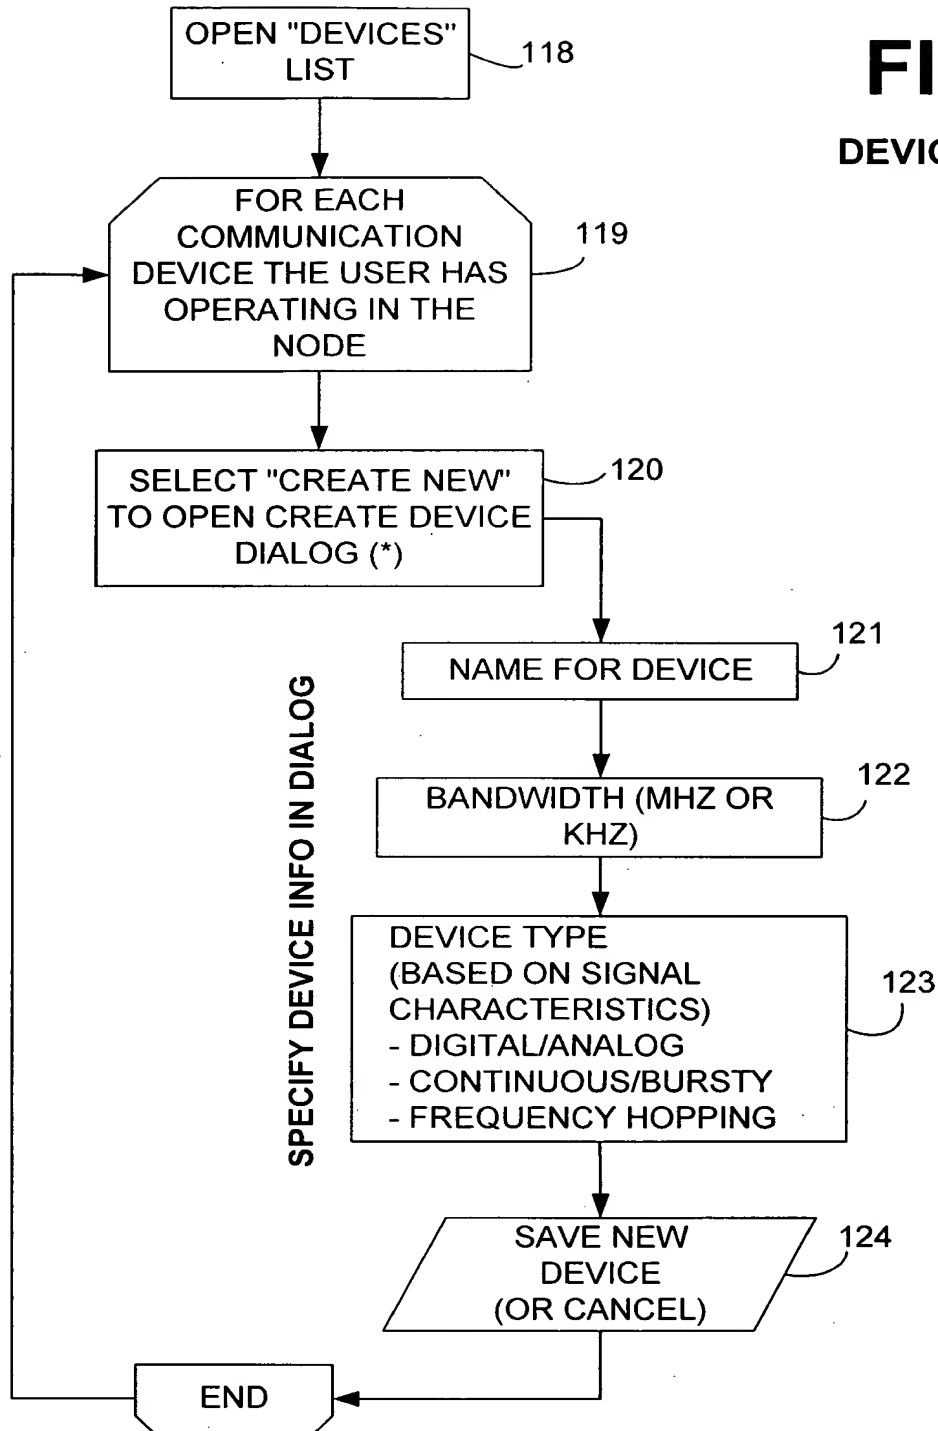 OPEN "DEVICES"
LIST
118
FI
DEVIC
FOR EACH
COMMUNICATION
DEVICE THE USER HAS
OPERATING IN THE
NODE
119
SELECT "CREATE NEW"
TO OPEN CREATE DEVICE
DIALOG (*)
120
NAME FOR DEVICE
121
SPECIFY DEVICE INFO IN DIALOG
BANDWIDTH (MHZ OR
KHZ)
122
DEVICE TYPE
(BASED ON SIGNAL
CHARACTERISTICS)
- DIGITAL/ANALOG
- CONTINUOUS/BURSTY
- FREQUENCY HOPPING
123
SAVE NEW
DEVICE
(OR CANCEL)
124
END